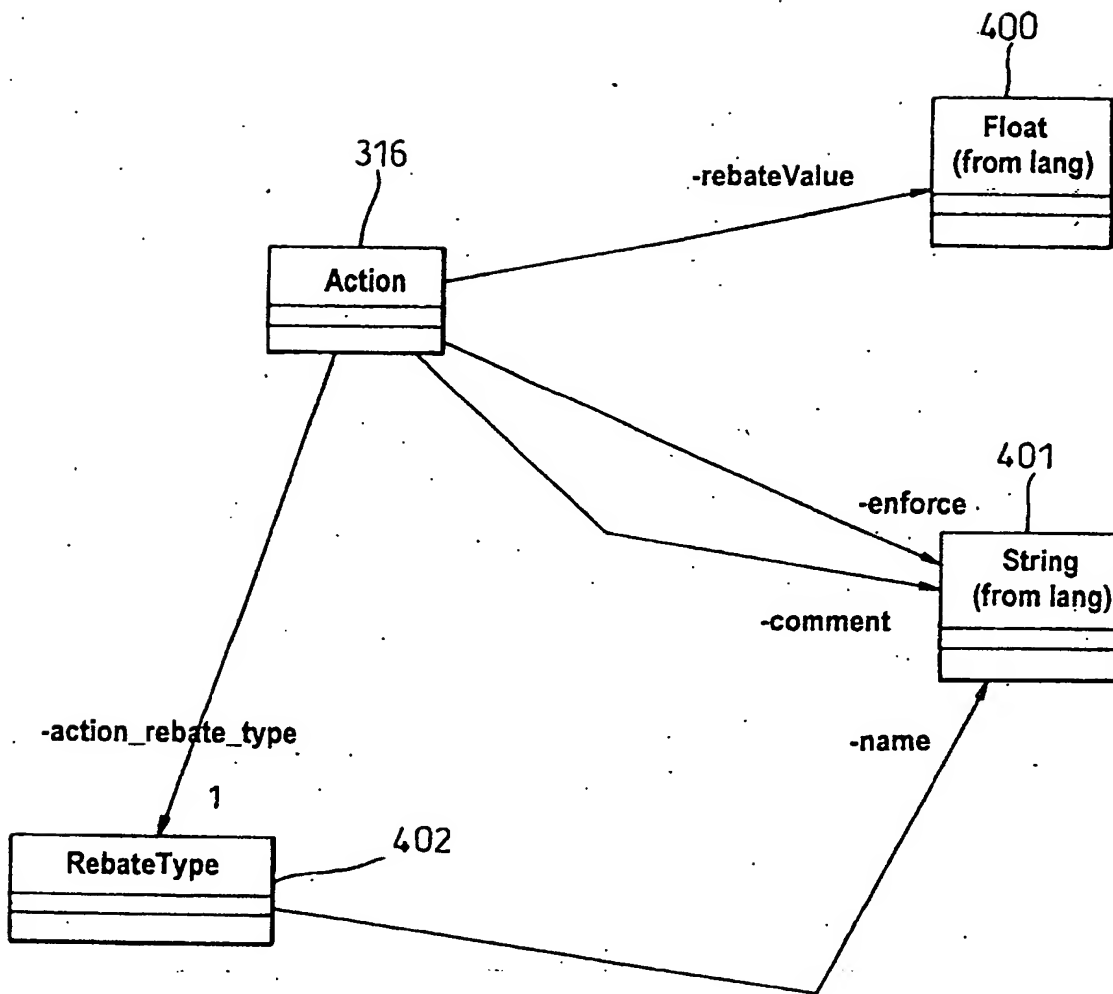 400
Float
(from lang)
316
-rebateValue
Action
401
-enforce
String
(from lang)
-comment
-action_rebate_type
-name
1
402
RebateType